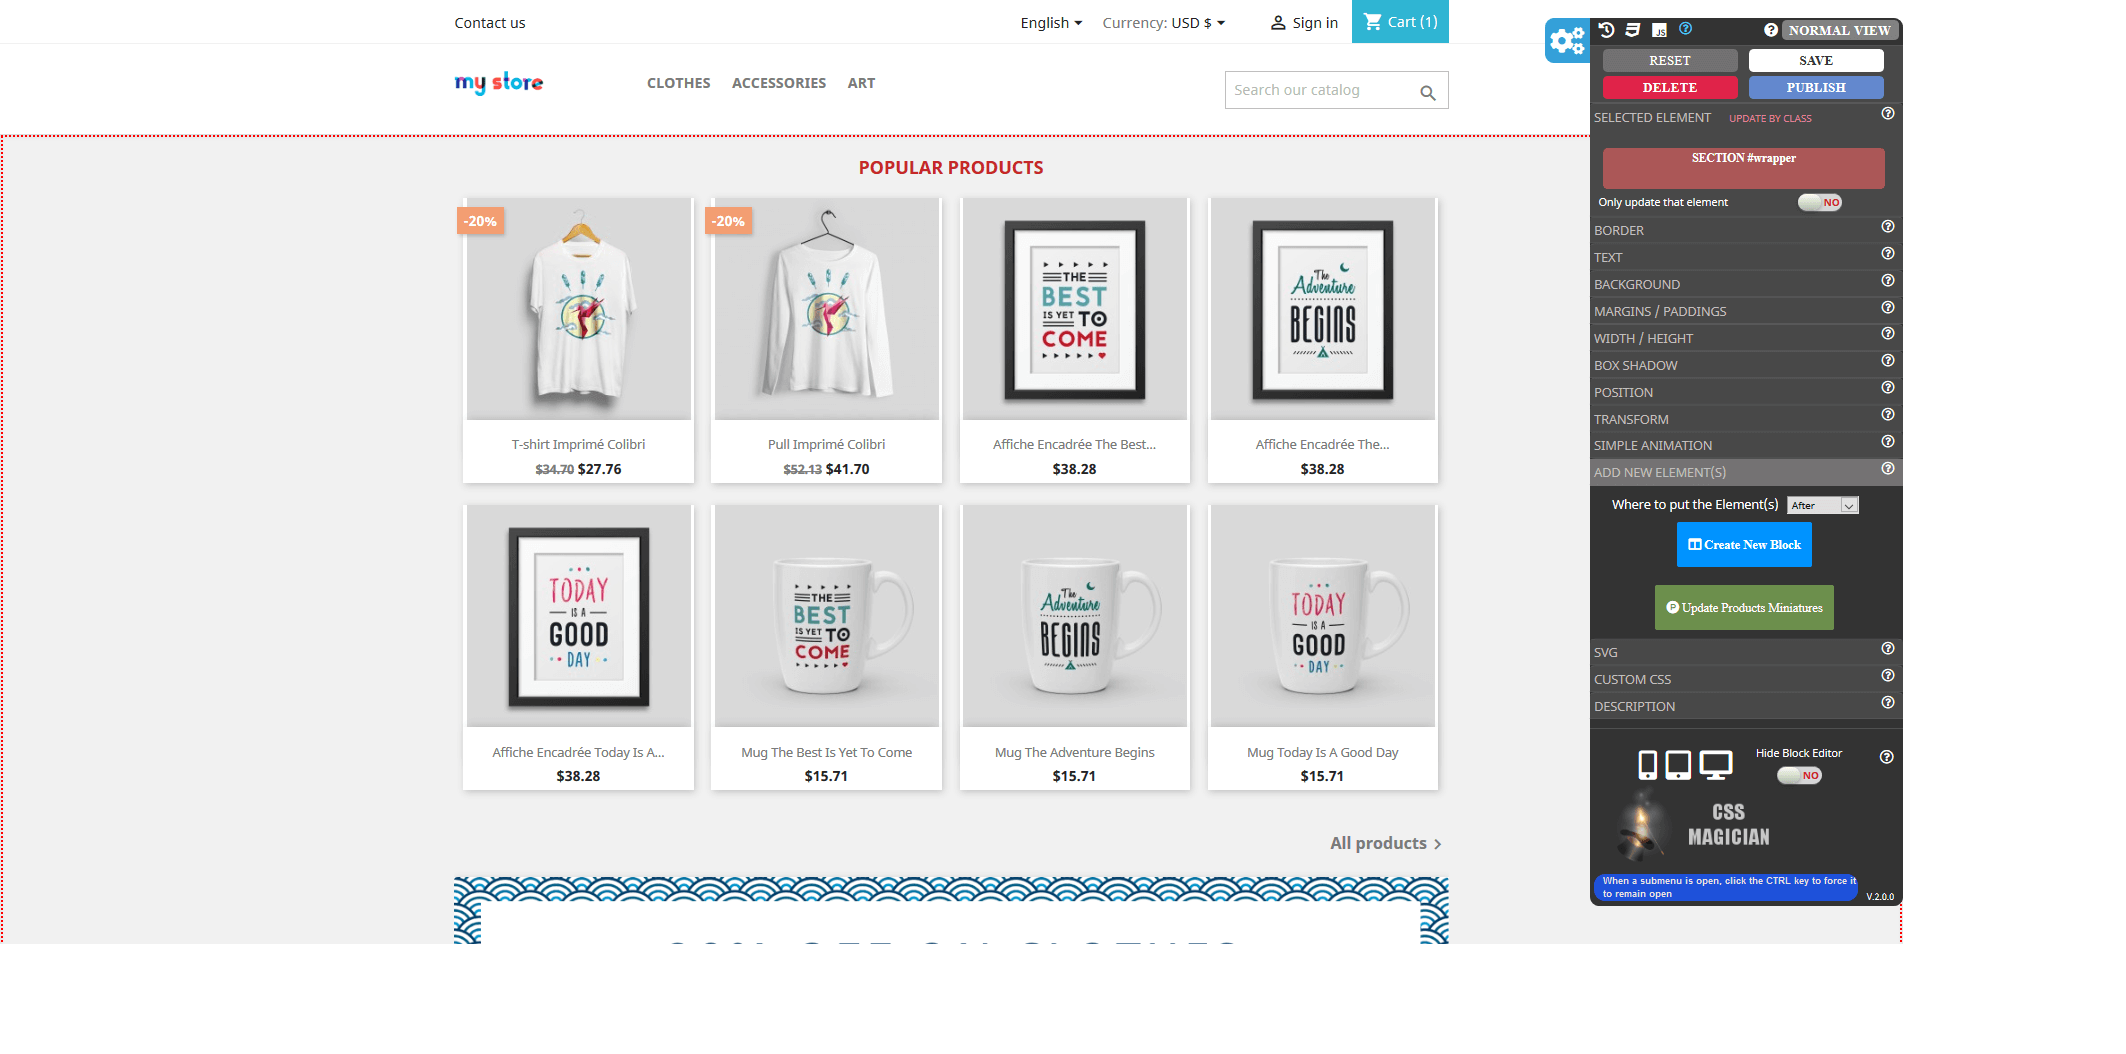 Contact us
English
Currency: USD $
Sign in
Cart (1)
my store
CLOTHES
ACCESSORIES
ART
Search our catalog
POPULAR PRODUCTS
-20%
-20%
THE
BEST
IS YET TO
COME
The
Adventure
BEGINS
T-shirt Imprimé Colibri
$34.70 $27.76
Pull Imprimé Colibri
$52.13 $41.70
Affiche Encadrée The Best...
$38.28
Affiche Encadrée The...
$38.28
TODAY
IS A
GOOD
DAY
THE
BEST
IS YET TO
COME
The
Adventure
BEGINS
TODAY
IS A
GOOD
DAY
Affiche Encadrée Today Is A...
$38.28
Mug The Best Is Yet To Come
$15.71
Mug The Adventure Begins
$15.71
Mug Today Is A Good Day
$15.71
All products
JS
NORMAL VIEW
RESET
SAVE
DELETE
PUBLISH
SELECTED ELEMENT
UPDATE BY CLASS
SECTION #wrapper
Only update that element
NO
BORDER
TEXT
BACKGROUND
MARGINS / PADDINGS
WIDTH / HEIGHT
BOX SHADOW
POSITION
TRANSFORM
SIMPLE ANIMATION
ADD NEW ELEMENT(S)
Where to put the Element(s)
After
Create New Block
P Update Products Miniatures
SVG
CUSTOM CSS
DESCRIPTION
Hide Block Editor
NO
CSS
MAGICIAN
When a submenu is open, click the CTRL key to force it
to remain open
V.2.0.0